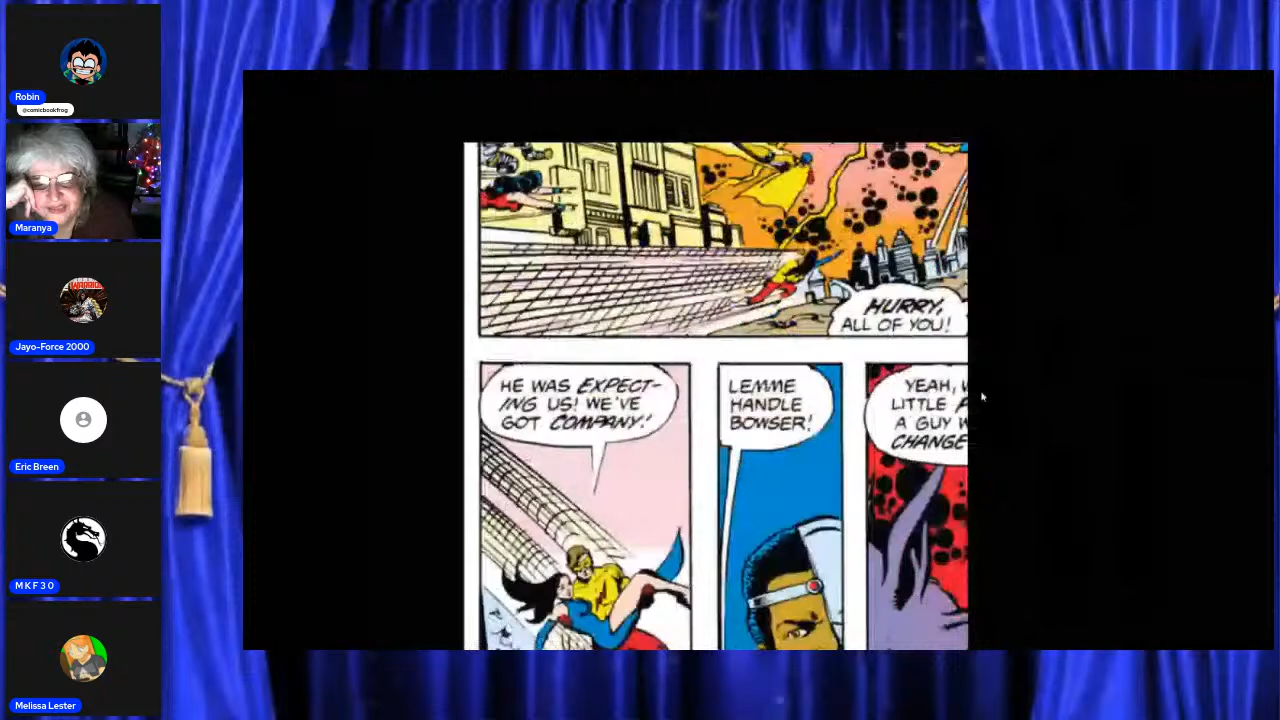 Robin
@comicbookfrog
Maranya
Jayo-Force 2000
Eric Breen
M K F 3 0
Melissa Lester
HURRY,
ALL OF YOU!
HE WAS EXPECT-
ING US! WE'VE
GOT COMPANY!
LEMME
HANDLE
BOWSER!
YEAH,
LITTLE
A GUY
CHANGE